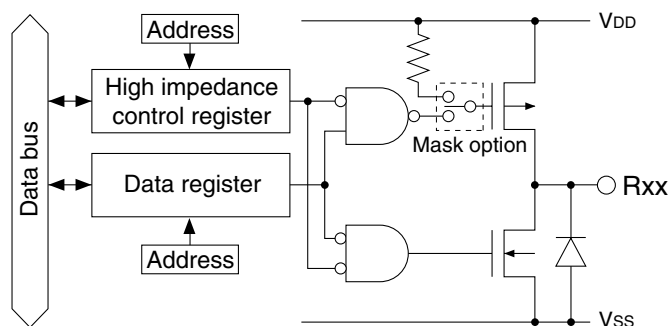 Address
VDD
High impedance
control register
Mask option
Data bus
Data register
Rxx
Address
VSS